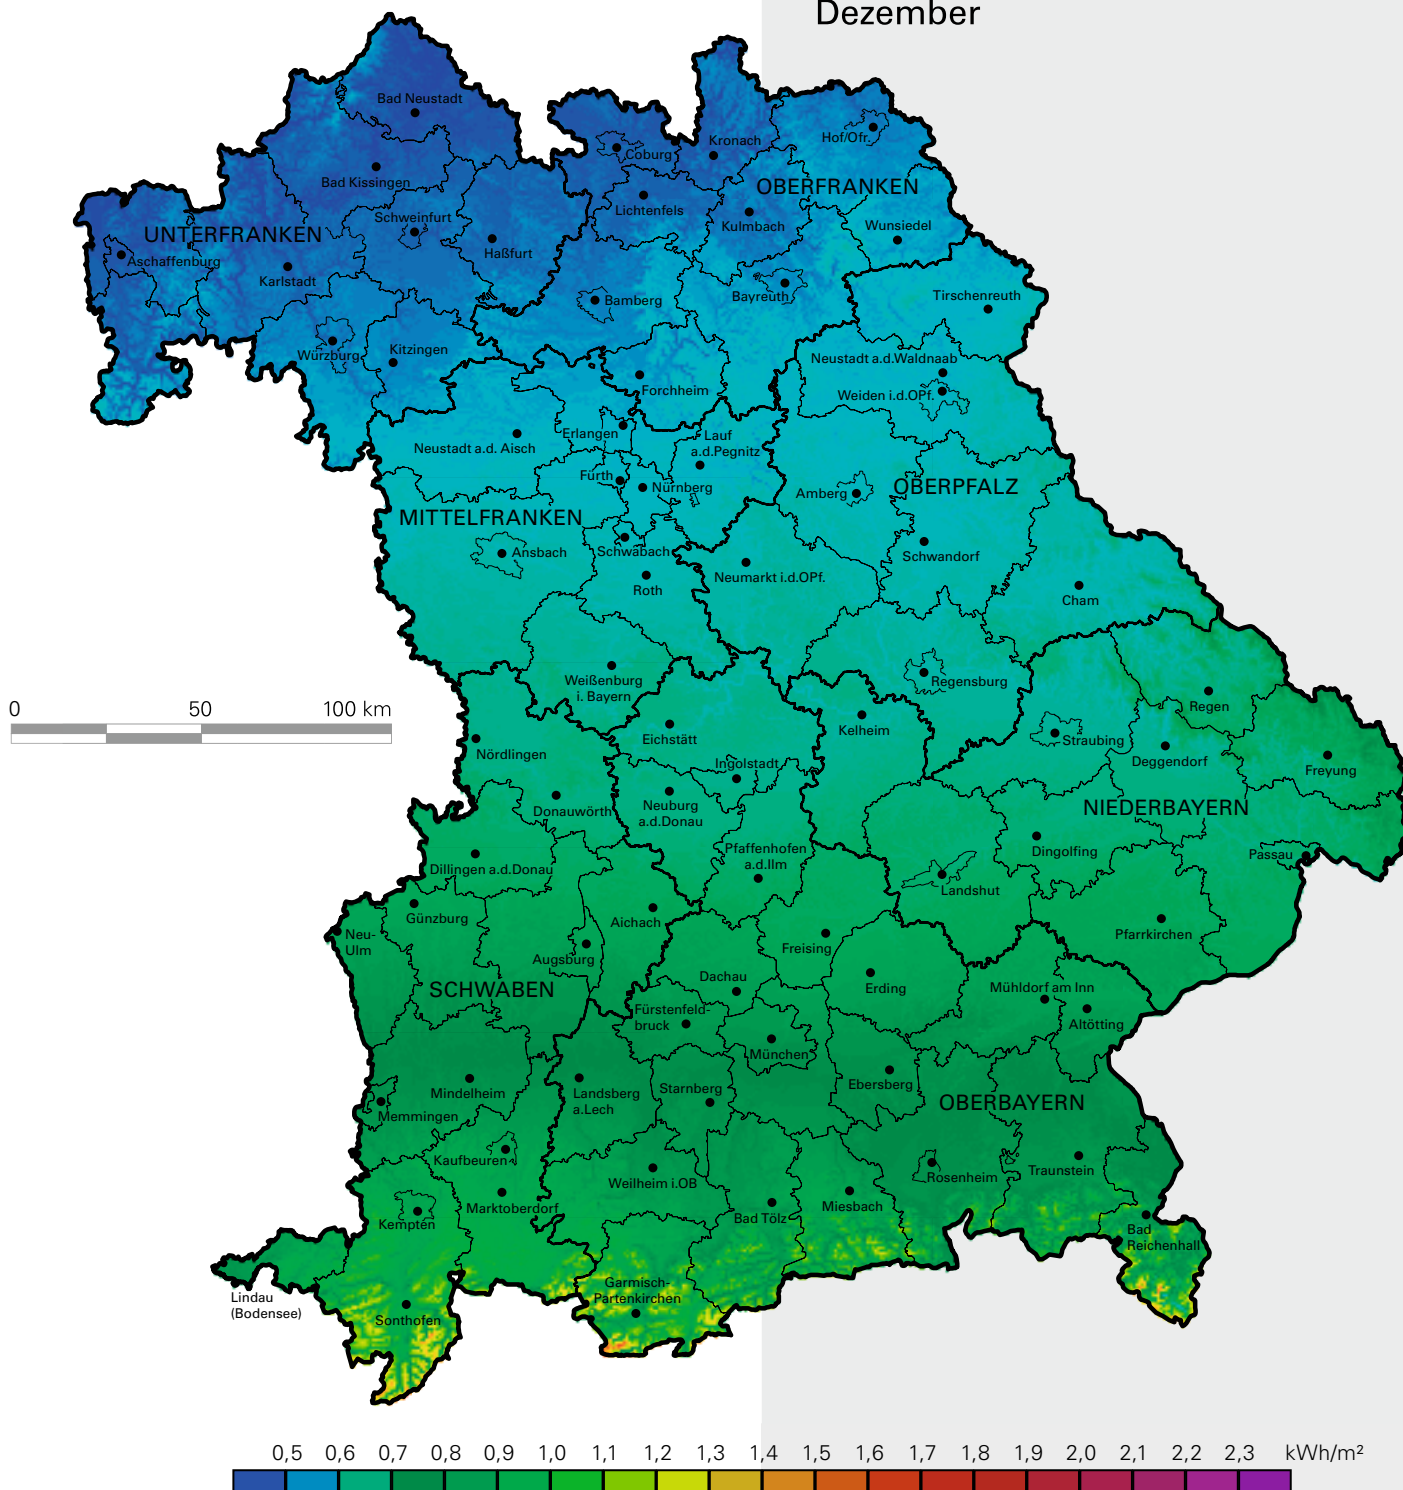 Dezember
Bad Neustadt
Coburg
Kronach
Hof/Ofr.
Bad Kissingen
Lichtenfels
OBERFRANKEN
Kulmbach
Wunsiedel
UNTERFRANKEN
Schweinfurt
Haßfurt
Aschaffenburg
Karlstadt
Bamberg
Bayreuth
Tirschenreuth
Würzburg
Kitzingen
Forchheim
Neustadt a.d.Waldnaab
Weiden i.d.OPf.
Neustadt a.d. Aisch
Erlangen
Lauf
a.d.Pegnitz
Fürth
Nürnberg
Amberg
OBERPFALZ
MITTELFRANKEN
Ansbach
Schwabach
Roth
Neumarkt i.d.OPf.
Schwandorf
Cham
Weißenburg
i. Bayern
Regensburg
Regen
0 50 100 km
Nördlingen
Eichstätt
Kelheim
Straubing
Deggendorf
Freyung
Ingolstadt
Donauwörth
Neuburg
a.d.Donau
NIEDERBAYERN
Pfaffenhofen
a.d.Ilm
Dingolfing
Passau
Dillingen a.d.Donau
Landshut
Günzburg
Aichach
Neu-
Ulm
Augsburg
Freising
Pfarrkirchen
SCHWABEN
Dachau
Erding
Mühldorf am Inn
Fürstenfeld-
bruck
Altötting
München
Mindelheim
Landsberg
a.Lech
Starnberg
Ebersberg
OBERBAYERN
Memmingen
Kaufbeuren
Weilheim i.OB
Rosenheim
Traunstein
Marktoberdorf
Kempten
Bad Tölz
Miesbach
Bad
Reichenhall
Lindau
(Bodensee)
Garmisch-
Partenkirchen
Sonthofen
0,5 0,6 0,7 0,8 0,9 1,0 1,1 1,2 1,3 1,4 1,5 1,6 1,7 1,8 1,9 2,0 2,1 2,2 2,3 kWh/m²